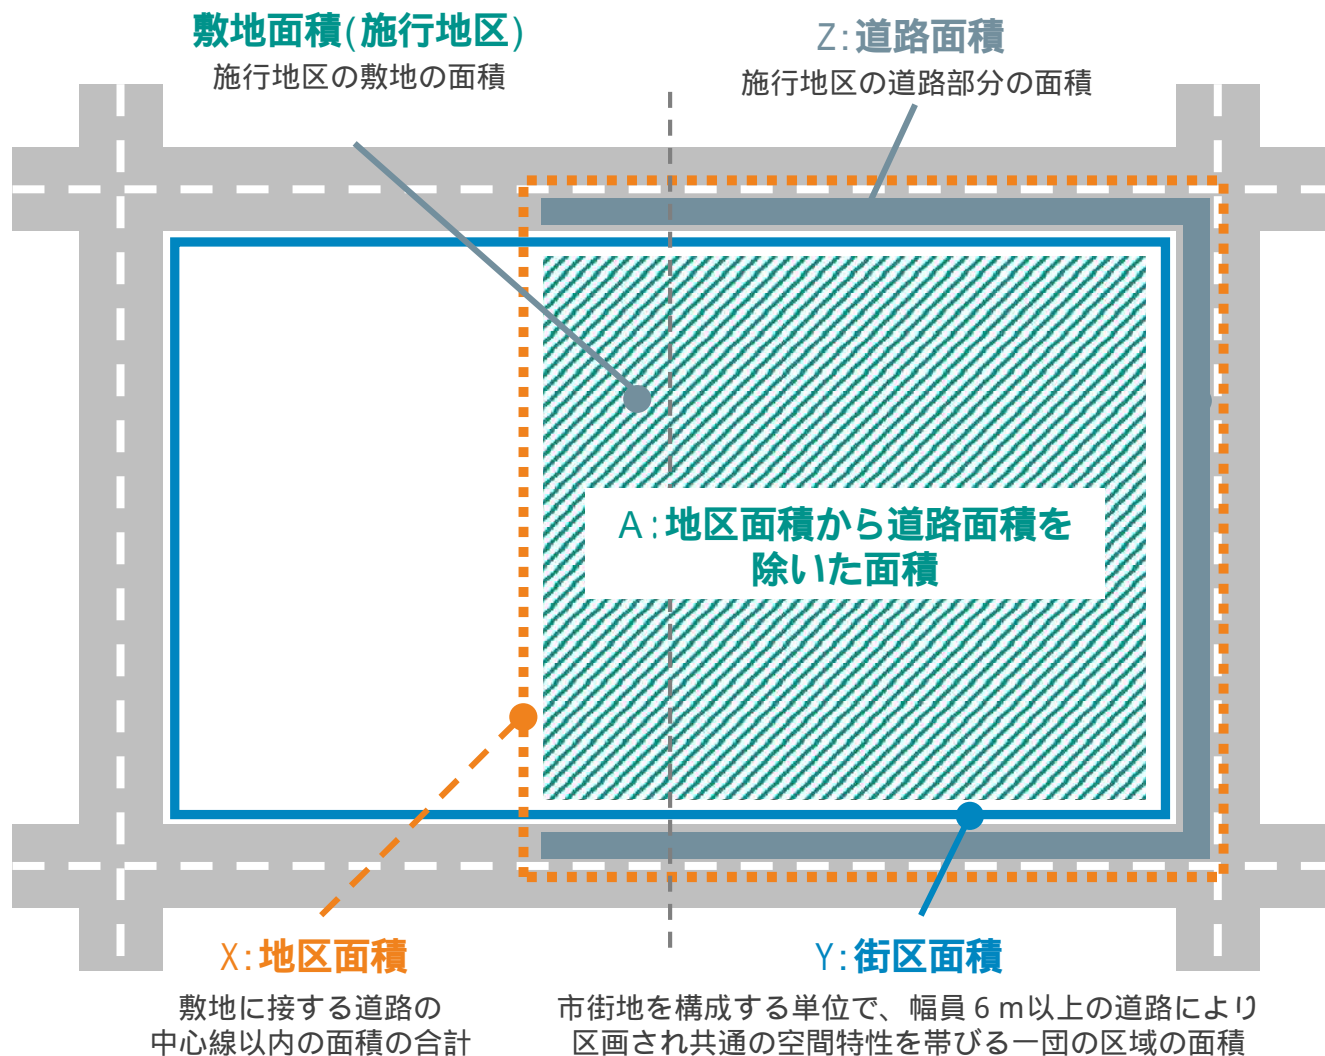 敷地面積(施行地区)
施行地区の敷地の面積
Z:道路面積
施行地区の道路部分の面積
A:地区面積から道路面積を
除いた面積
X:地区面積
敷地に接する道路の
中心線以内の面積の合計
Y:街区面積
市街地を構成する単位で、幅員6m以上の道路により
区画され共通の空間特性を帯びる一団の区域の面積